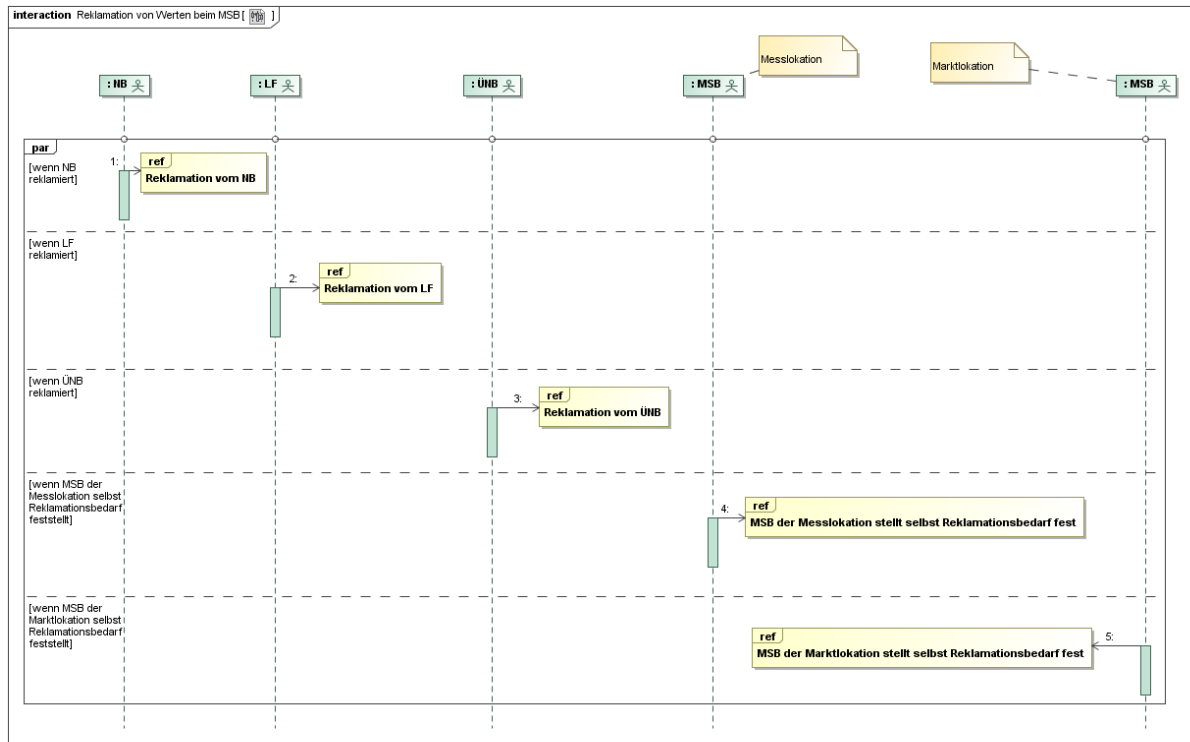 interaction Reklamation von Werten beim MSB[ ]
Messlokation
Marktlokation
: NB
: LF
: ÜNB
: MSB
: MSB
par
[wenn NB
reklamiert]
1:
ref
Reklamation vom NB
[wenn LF
reklamiert]
2:
ref
Reklamation vom LF
[wenn ÜNB
reklamiert]
3:
ref
Reklamation vom ÜNB
[wenn MSB der
Messlokation selbst
Reklamationsbedarf
feststellt]
4:
ref
MSB der Messlokation stellt selbst Reklamationsbedarf fest
[wenn MSB der
Marktlokation selbst
Reklamationsbedarf
feststellt]
5:
ref
MSB der Marktlokation stellt selbst Reklamationsbedarf fest